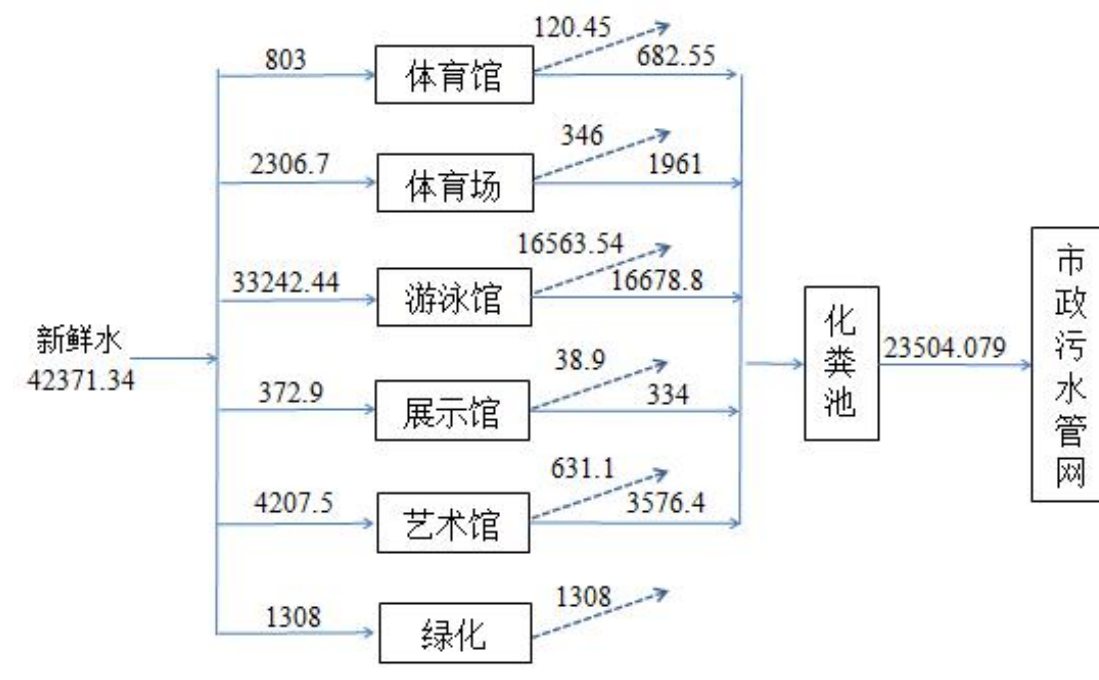 120.45
803
体育馆
682.55
346
2306.7
体育场
1961
16563.54
33242.44
游泳馆
16678.8
新鲜水
42371.34
化粪池
23504.079
市政污水管网
38.9
372.9
展示馆
334
631.1
4207.5
艺术馆
3576.4
1308
绿化
1308